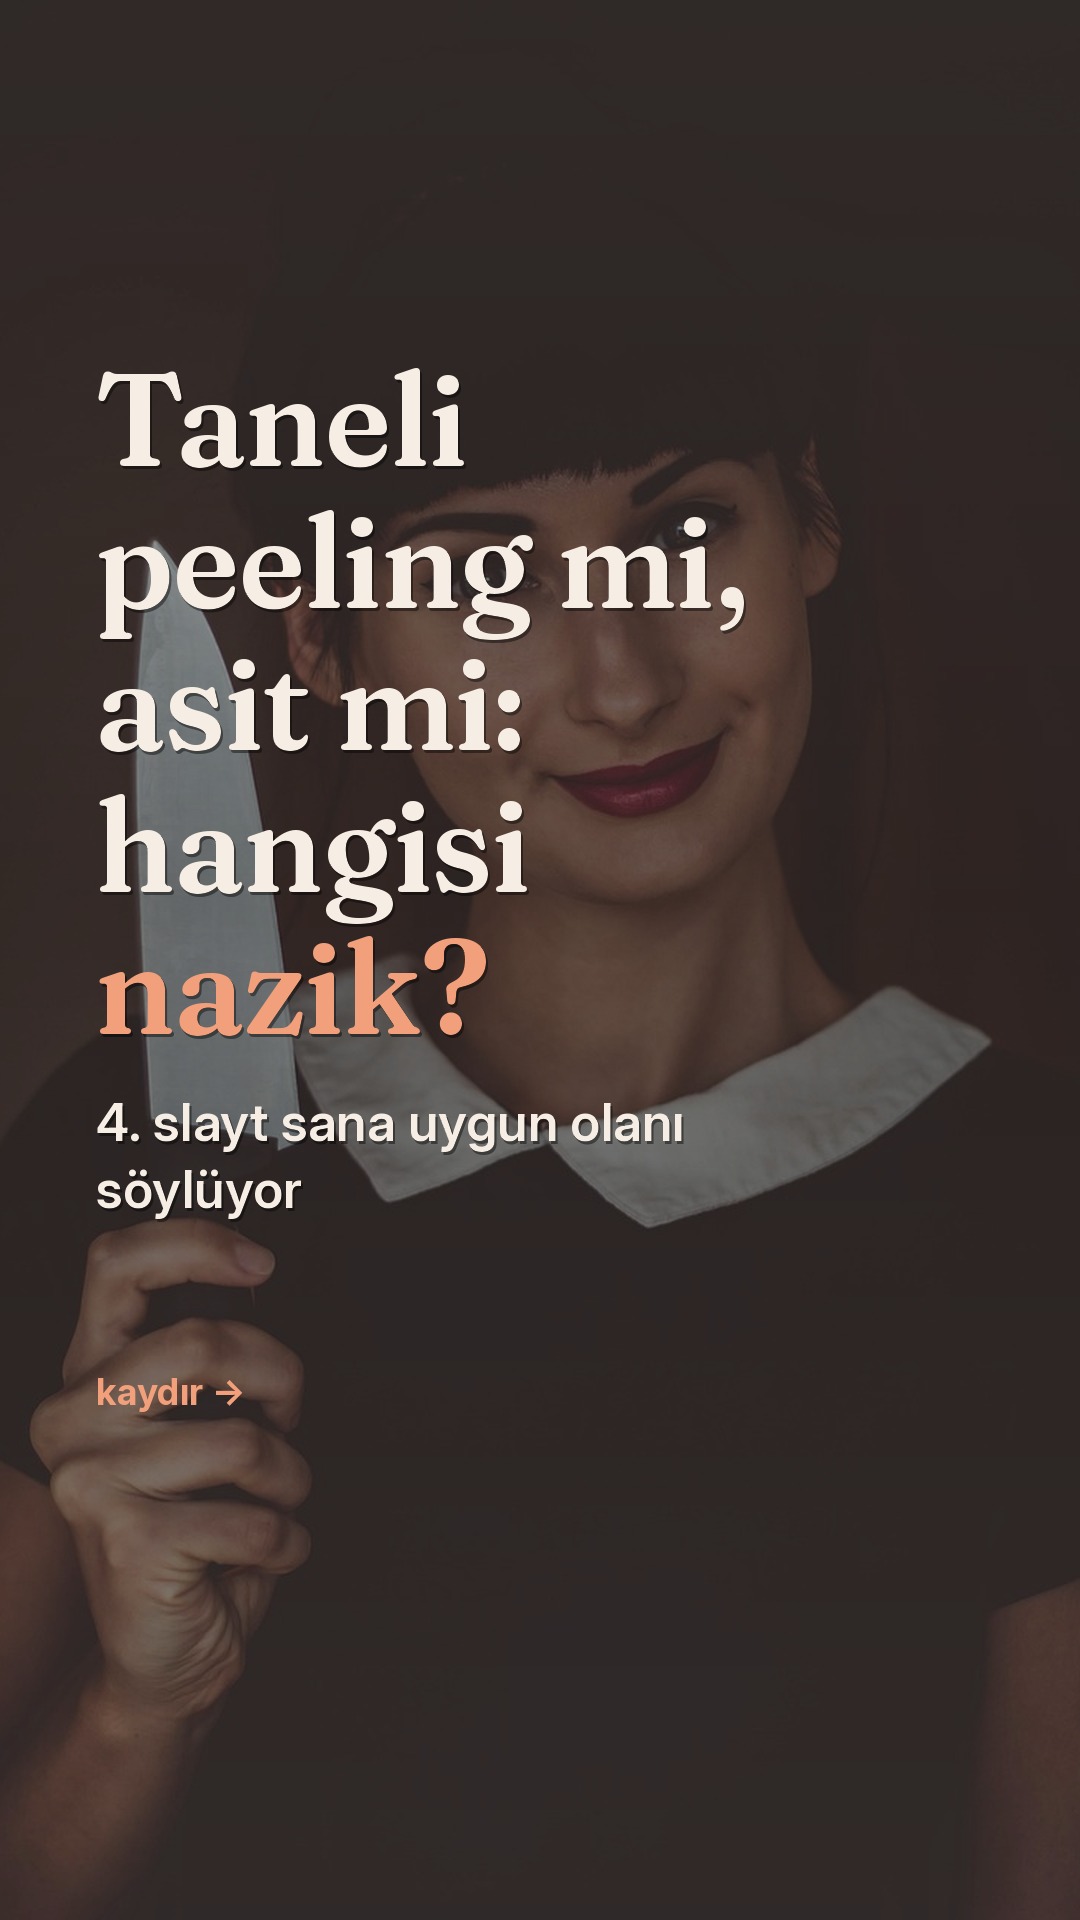 Taneli
peeling mi,
asit mi:
hangisi
nazik?
4. slayt sana uygun olanı
söylüyor
kaydır →